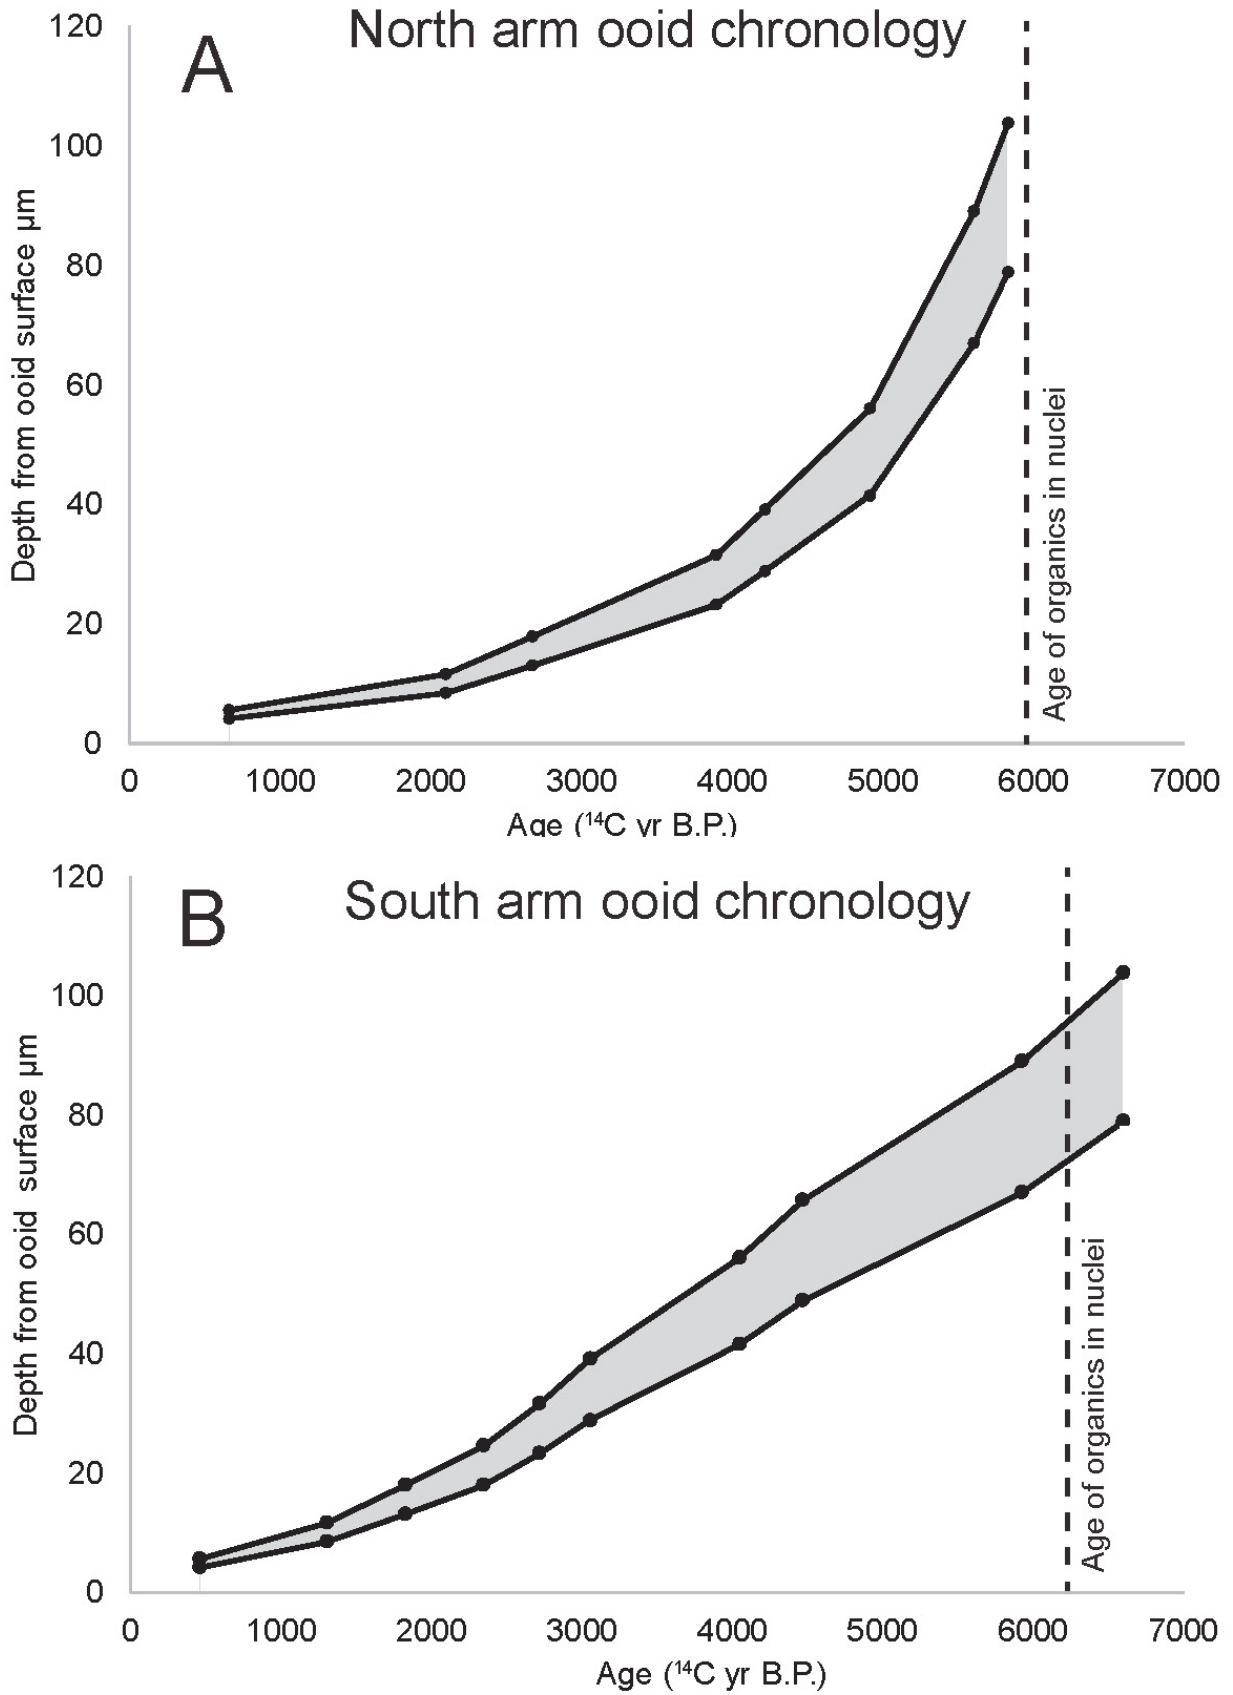 A
North arm ooid chronology
120
100
80
60
40
20
0
Depth from ooid surface µm
Age of organics in nuclei
0 1000 2000 3000 4000 5000 6000 7000
Age (¹⁴C yr B.P.)
B
South arm ooid chronology
120
100
80
60
40
20
0
Depth from ooid surface µm
Age of organics in nuclei
0 1000 2000 3000 4000 5000 6000 7000
Age (¹⁴C yr B.P.)